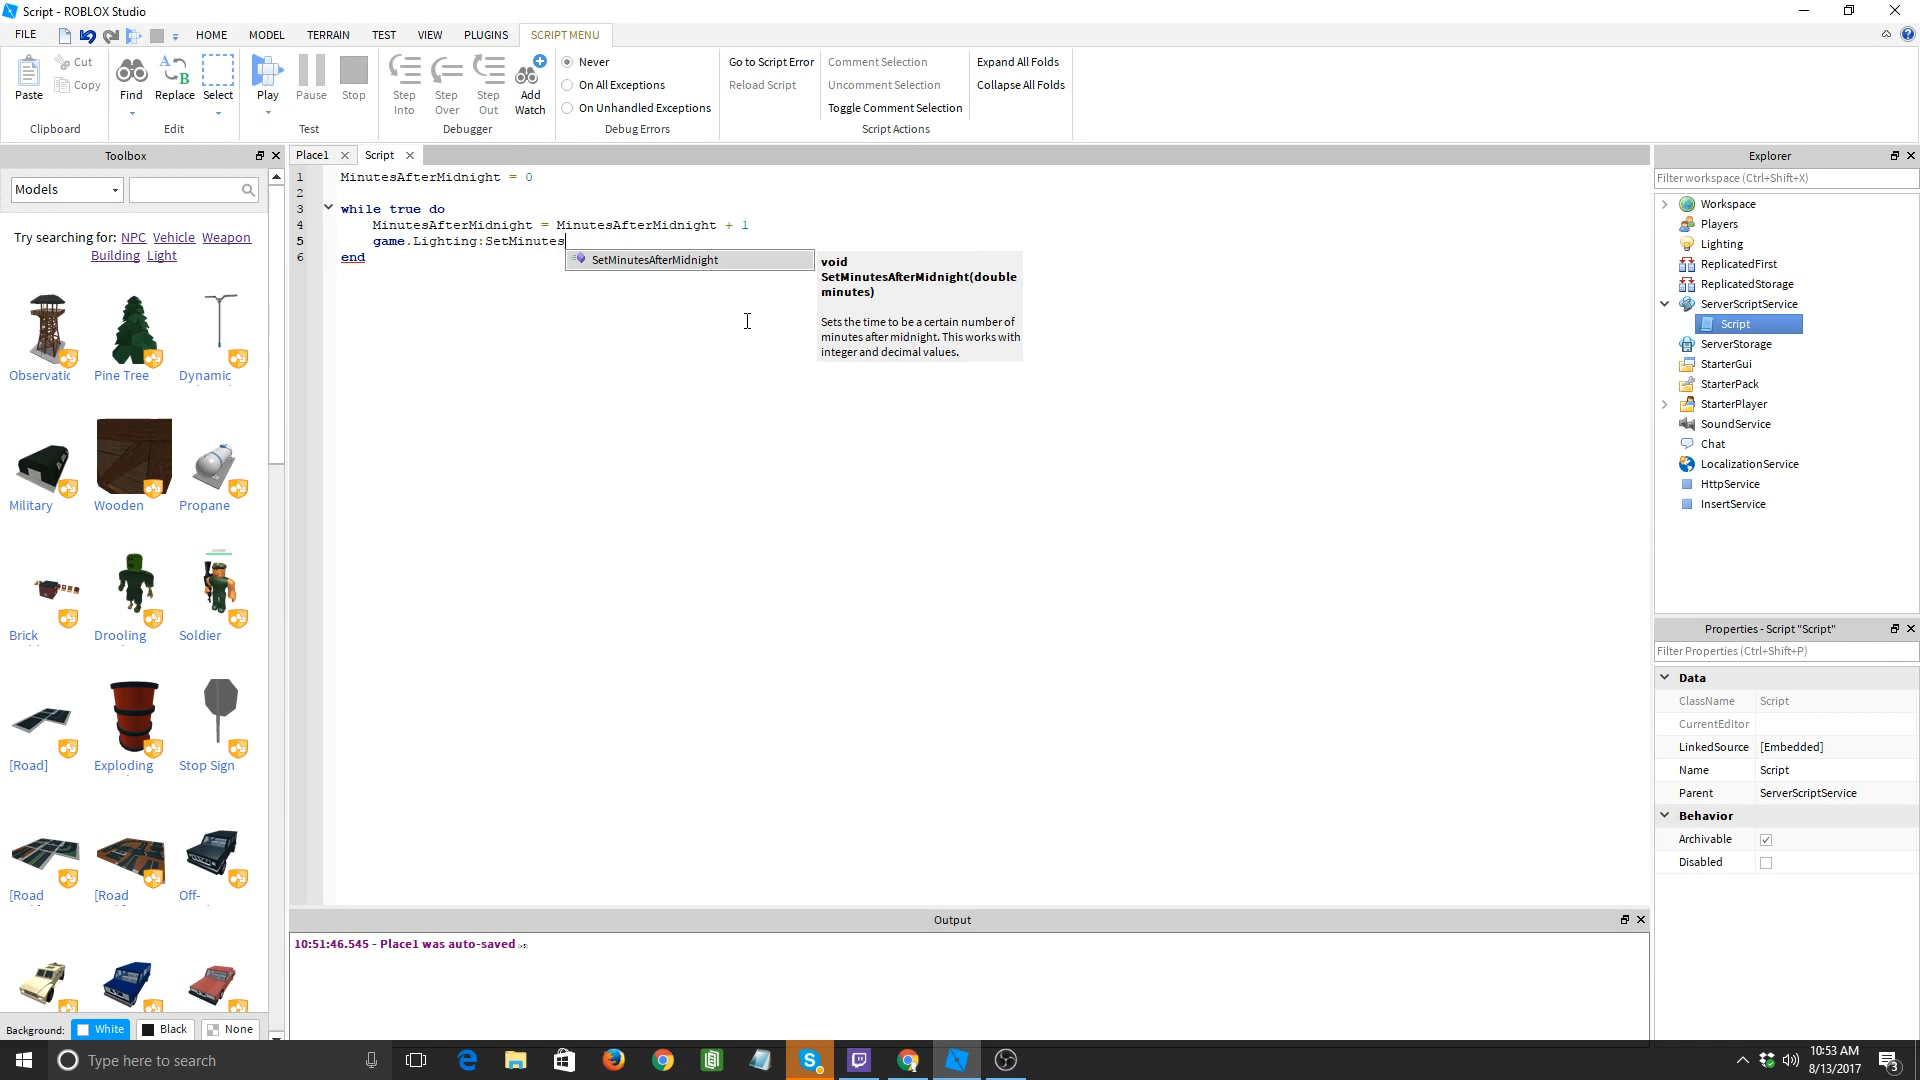 Script - ROBLOX Studio
FILE HOME MODEL TERRAIN TEST VIEW PLUGINS SCRIPT MENU
Paste
Cut
Copy
Clipboard
Find Replace Select
Edit
Play Pause Stop
Test
Step Into
Step Over
Step Out
Add Watch
Debugger
Never
On All Exceptions
On Unhandled Exceptions
Debug Errors
Go to Script Error
Reload Script
Comment Selection
Uncomment Selection
Toggle Comment Selection
Script Actions
Expand All Folds
Collapse All Folds
Toolbox
Models
Try searching for: NPC Vehicle Weapon
Building Light
Observatic Pine Tree Dynamic
Military Wooden Propane
Brick Drooling Soldier
[Road] Exploding Stop Sign
[Road [Road Off-
Background: White Black None
Place1 Script
1 MinutesAfterMidnight = 0
2
3 while true do
4 MinutesAfterMidnight = MinutesAfterMidnight + 1
5 game.Lighting:SetMinutes
6 end
SetMinutesAfterMidnight
void
SetMinutesAfterMidnight(double
minutes)
Sets the time to be a certain number of
minutes after midnight. This works with
integer and decimal values.
Output
10:51:46.545 - Place1 was auto-saved
Explorer
Filter workspace (Ctrl+Shift+X)
Workspace
Players
Lighting
ReplicatedFirst
ReplicatedStorage
ServerScriptService
Script
ServerStorage
StarterGui
StarterPack
StarterPlayer
SoundService
Chat
LocalizationService
HttpService
InsertService
Properties - Script "Script"
Filter Properties (Ctrl+Shift+P)
Data
ClassName Script
CurrentEditor
LinkedSource [Embedded]
Name Script
Parent ServerScriptService
Behavior
Archivable
Disabled
Type here to search
10:53 AM
8/13/2017
3